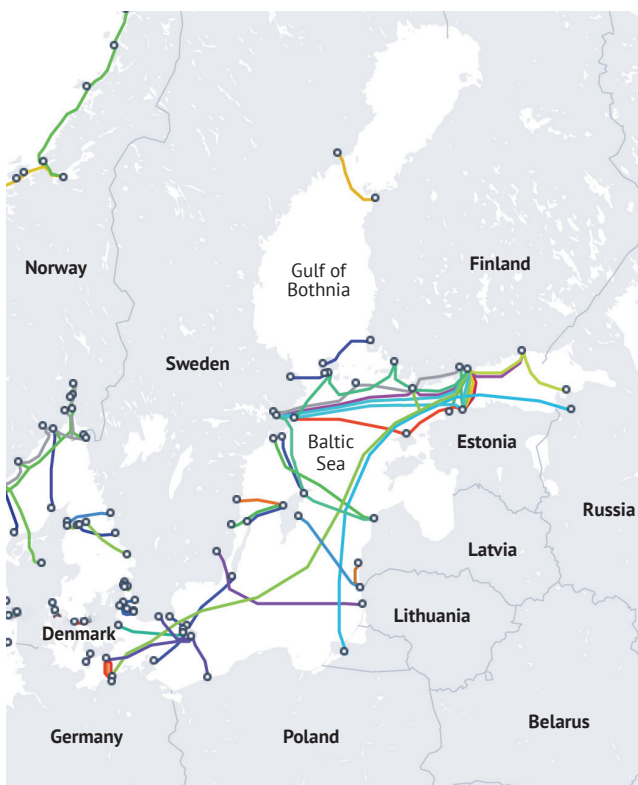 Norway
Gulf of
Bothnia
Finland
Sweden
Baltic
Sea
Estonia
Russia
Latvia
Lithuania
Denmark
Germany
Poland
Belarus